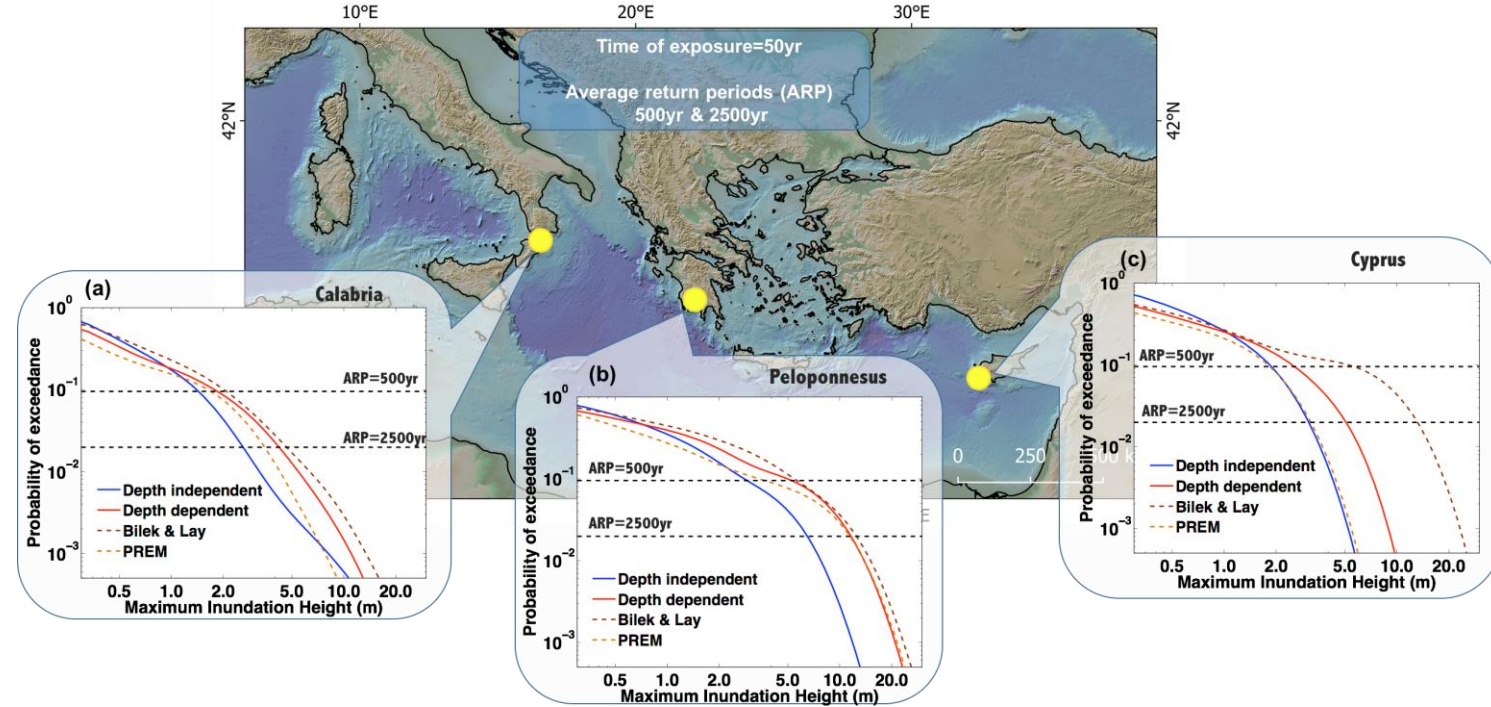 10°E 20°E 30°E
42°N
42°N
Time of exposure=50yr
Average return periods (ARP)
500yr & 2500yr
0 250
(a)
Calabria
Probability of exceedance
10⁰
10⁻¹
10⁻²
10⁻³
ARP=500yr
ARP=2500yr
Depth independent
Depth dependent
Bilek & Lay
PREM
0.5 1.0 2.0 5.0 10.0 20.0
Maximum Inundation Height (m)
(b)
Peloponnesus
Probability of exceedance
10⁰
10⁻¹
10⁻²
10⁻³
ARP=500yr
ARP=2500yr
Depth independent
Depth dependent
Bilek & Lay
PREM
0.5 1.0 2.0 5.0 10.0 20.0
Maximum Inundation Height (m)
(c)
Cyprus
Probability of exceedance
10⁰
10⁻¹
10⁻²
10⁻³
ARP=500yr
ARP=2500yr
Depth independent
Depth dependent
Bilek & Lay
PREM
0.5 1.0 2.0 5.0 10.0 20.0
Maximum Inundation Height (m)